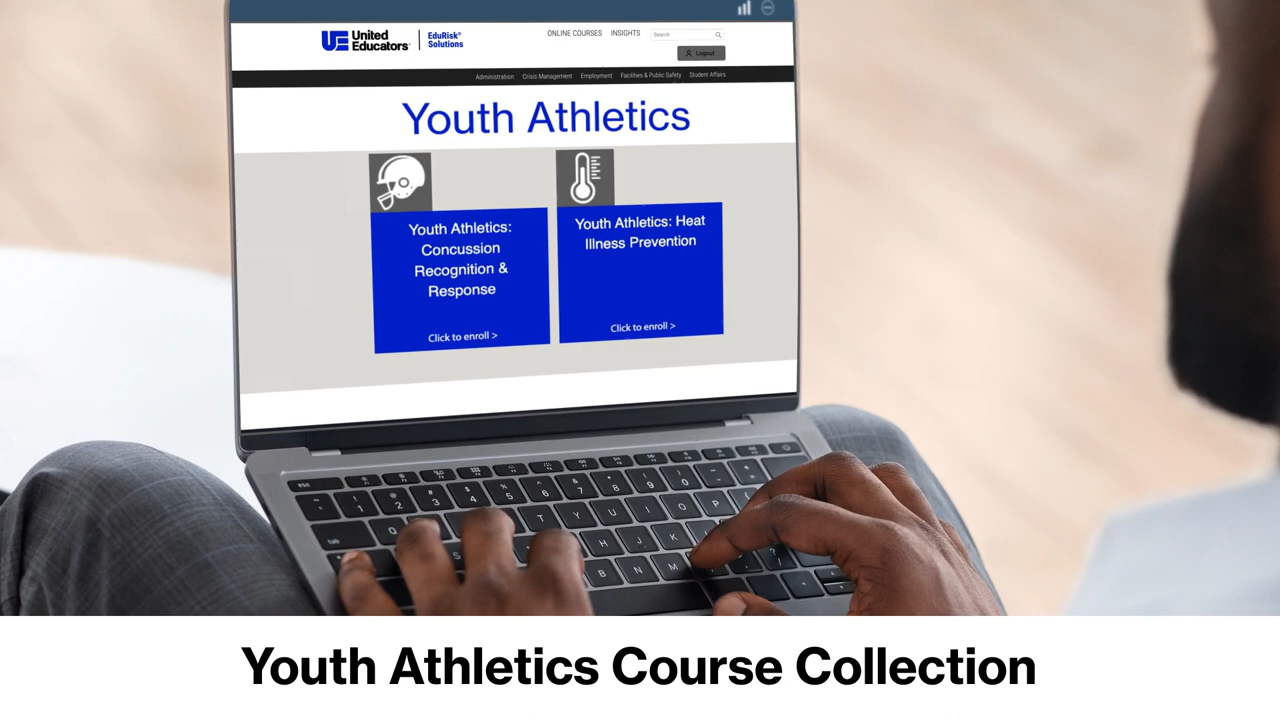 United
Educators
EduRisk®
Solutions
ONLINE COURSES INSIGHTS
Search
Logout
Administration Crisis Management Employment Facilities & Public Safety Student Affairs
Youth Athletics
Youth Athletics:
Concussion
Recognition &
Response
Click to enroll >
Youth Athletics: Heat
Illness Prevention
Click to enroll >
esc
tab
Youth Athletics Course Collection